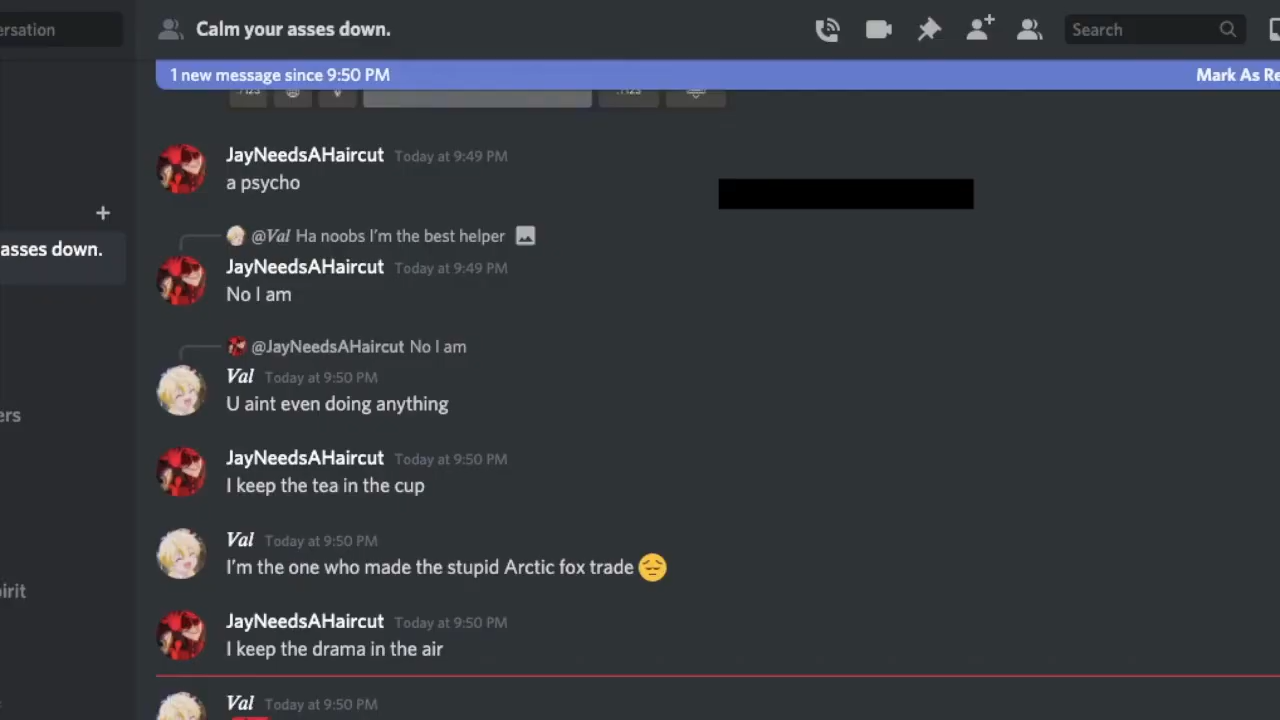 ersation
Calm your asses down.
Search
1 new message since 9:50 PM
Mark As Re
JayNeedsAHaircut Today at 9:49 PM
a psycho
@Val Ha noobs I'm the best helper
JayNeedsAHaircut Today at 9:49 PM
No I am
asses down.
@JayNeedsAHaircut No I am
Val Today at 9:50 PM
U aint even doing anything
ers
JayNeedsAHaircut Today at 9:50 PM
I keep the tea in the cup
Val Today at 9:50 PM
I'm the one who made the stupid Arctic fox trade 😔
irit
JayNeedsAHaircut Today at 9:50 PM
I keep the drama in the air
Val Today at 9:50 PM